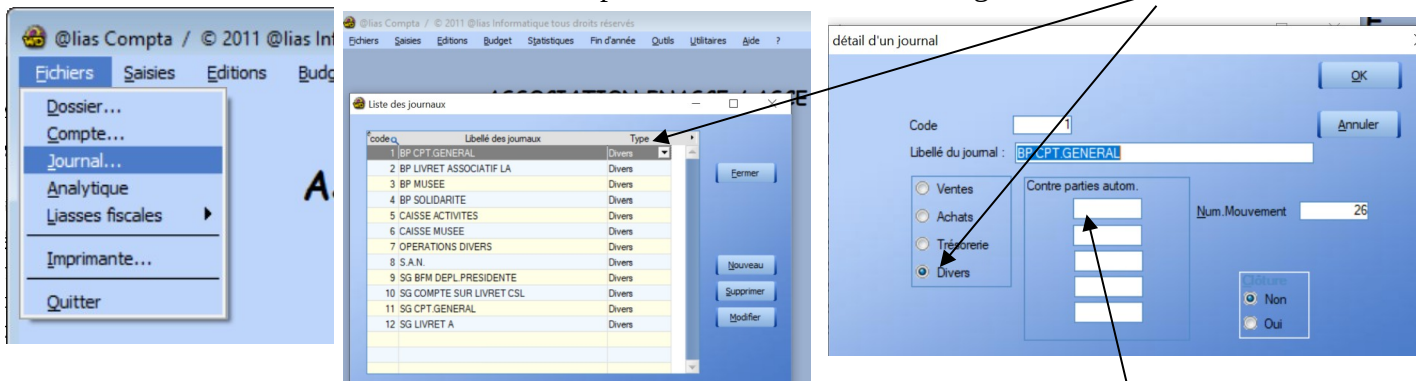 @lias Compta / © 2011 @lias Inf
Fichiers Saisies Editions Budg
Dossier...
Compte...
Journal...
Analytique
Liasses fiscales
Imprimante...
Quitter
@lias Compta / © 2011 @lias Informatique tous droits réservés
Fichiers Saisies Editions Budget Statistiques Fin d'année Outils Utilitaires Aide ?
Liste des journaux
code Libellé des journaux Type
1 BP CPT.GENERAL Divers
2 BP LIVRET ASSOCIATIF LA Divers
3 BP MUSEE Divers
4 BP SOLIDARITE Divers
5 CAISSE ACTIVITES Divers
6 CAISSE MUSEE Divers
7 OPERATIONS DIVERS Divers
8 S.A.N. Divers
9 SG BFM DEPL.PRESIDENTE Divers
10 SG COMPTE SUR LIVRET CSL Divers
11 SG CPT.GENERAL Divers
12 SG LIVRET A Divers
Fermer
Nouveau
Supprimer
Modifier
détail d'un journal
OK
Annuler
Code 1
Libellé du journal : BP CPT.GENERAL
Ventes
Achats
Trésorerie
Divers
Contre parties autom.
Num.Mouvement 26
Clôture
Non
Oui